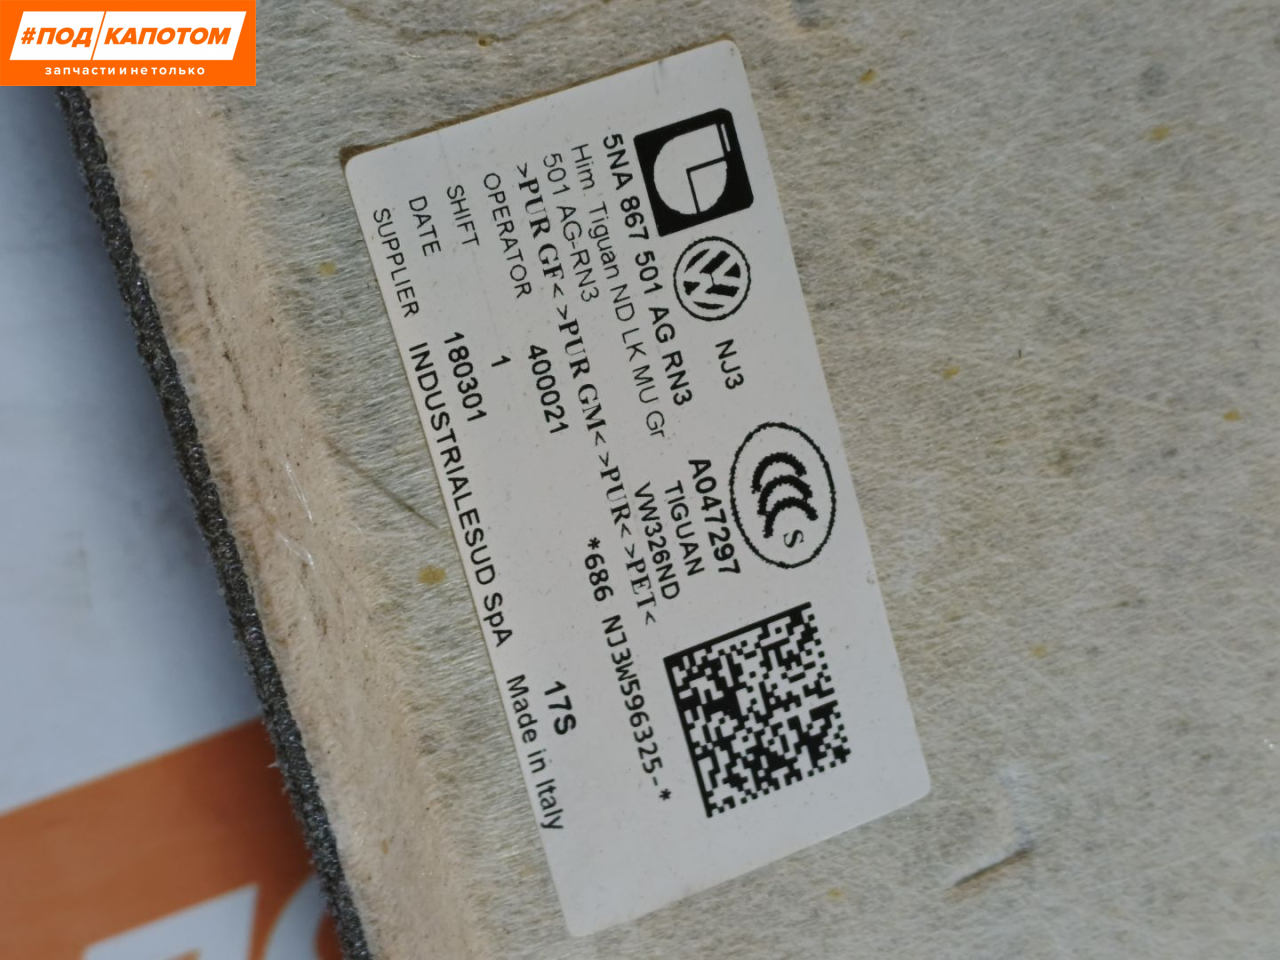 #ПОД КАПОТОМ
запчасти и не только
NJ3
S
5NA 867 501 AG RN3
A047297
Him. Tiguan ND LK MU Gr
TIGUAN
501 AG-RN3
VW326ND
>PUR GF< >PUR GM< >PUR< >PET<
OPERATOR 400021
*686 NJ3W596325-*
SHIFT 1
DATE 180301
17S
SUPPLIER INDUSTRIALESUD SpA Made in Italy